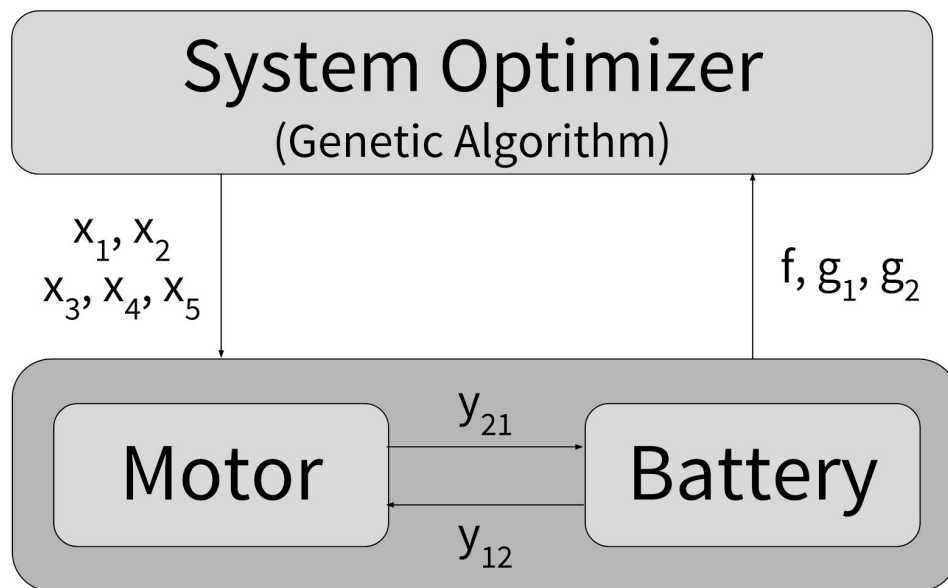 System Optimizer
(Genetic Algorithm)
x₁, x₂
x₃, x₄, x₅
f, g₁, g₂
y₂₁
Motor
Battery
y₁₂